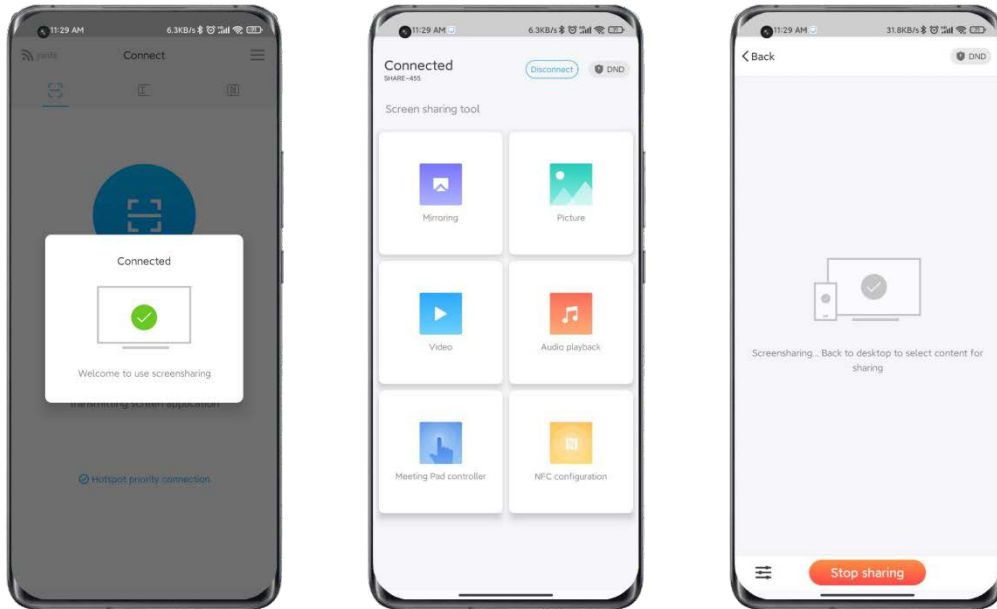 11:29 AM
6.3KB/s
Connect
Connected
Welcome to use screensharing
Transmitting screen application
Hotspot priority connection
11:29 AM
6.3KB/s
Connected
SHARE-455
Disconnect
DND
Screen sharing tool
Mirroring
Picture
Video
Audio playback
Meeting Pad controller
NFC configuration
11:29 AM
31.8KB/s
Back
DND
Screensharing... Back to desktop to select content for
sharing
Stop sharing